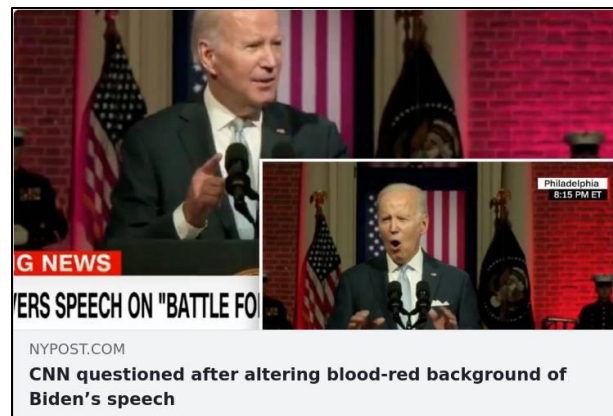 Philadelphia
8:15 PM ET
G NEWS
VERS SPEECH ON "BATTLE FO
NYPOST.COM
CNN questioned after altering blood-red background of
Biden’s speech